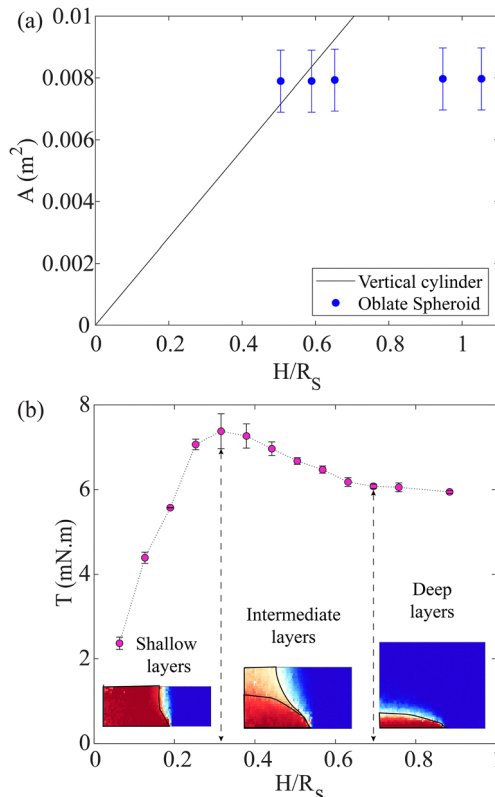 (a)
0.01
0.008
0.006
0.004
0.002
0
A (m²)
0 0.2 0.4 0.6 0.8 1
H/R_S
Vertical cylinder
Oblate Spheroid
(b)
8
6
4
2
0
T (mN.m)
Shallow
layers
Intermediate
layers
Deep
layers
0 0.2 0.4 0.6 0.8 1
H/R_S